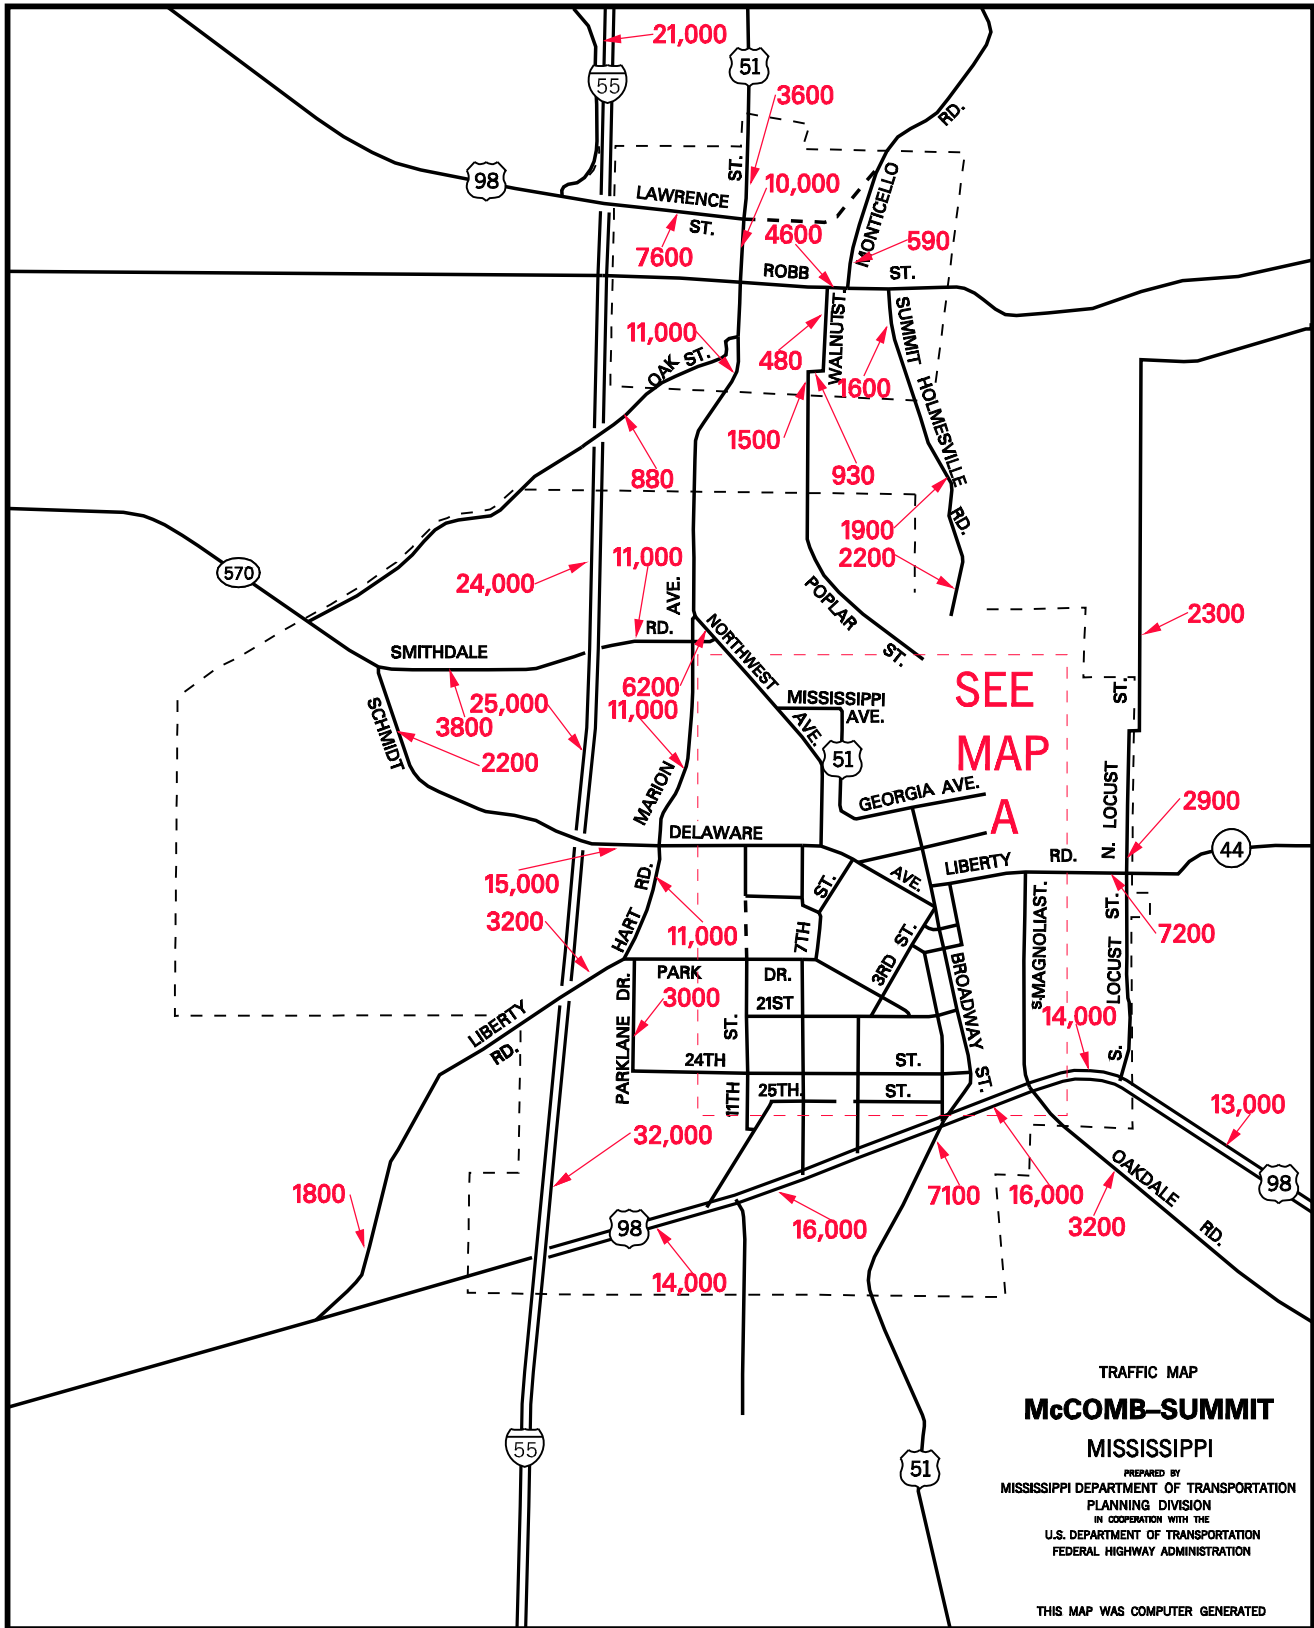 21,000
55
51
3600
RD.
98
ST.
10,000
LAWRENCE
ST.
MONTICELLO
7600
4600
590
ROBB
ST.
11,000
OAK ST.
480
WALNUT ST.
1600
SUMMIT HOLMESVILLE
RD.
1500
930
880
1900
2200
570
24,000
11,000
AVE.
RD.
SMITHDALE
POPLAR
ST.
2300
NORTHWEST
AVE.
6200
11,000
3800
25,000
SCHMIDT
2200
MISSISSIPPI
AVE.
51
SEE
MAP
A
ST.
MARION
GEORGIA AVE.
N. LOCUST
2900
DELAWARE
AVE.
LIBERTY
RD.
44
15,000
HART RD.
3200
11,000
7TH
ST.
3RD ST.
S. MAGNOLIA ST.
S. LOCUST ST.
7200
PARK
DR.
3000
21ST
BROADWAY
ST.
14,000
LIBERTY
RD.
PARKLANE DR.
24TH
ST.
11TH
ST.
25TH.
ST.
13,000
32,000
1800
7100
16,000
OAKDALE
RD.
98
3200
98
16,000
14,000
55
51
TRAFFIC MAP
McCOMB–SUMMIT
MISSISSIPPI
PREPARED BY
MISSISSIPPI DEPARTMENT OF TRANSPORTATION
PLANNING DIVISION
IN COOPERATION WITH THE
U.S. DEPARTMENT OF TRANSPORTATION
FEDERAL HIGHWAY ADMINISTRATION
THIS MAP WAS COMPUTER GENERATED